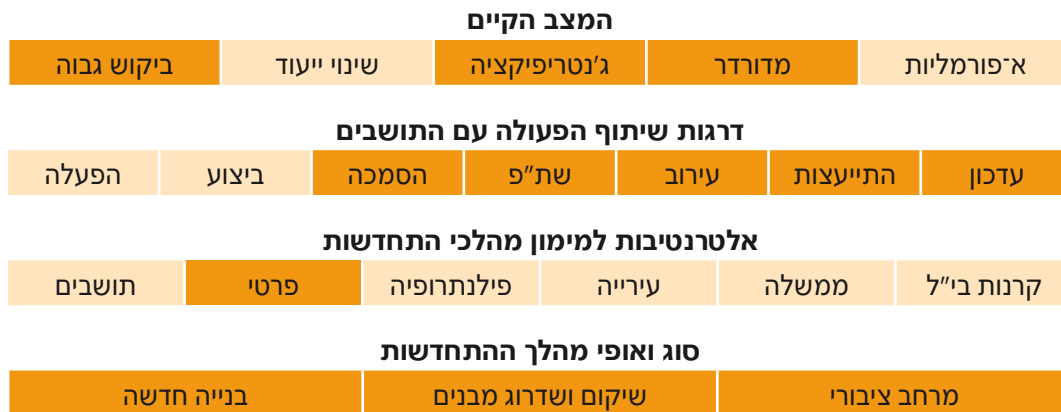 המצב הקיים
א־פורמליות מדורדר ג'נטריפיקציה שינוי ייעוד ביקוש גבוה
דרגות שיתוף הפעולה עם התושבים
עדכון התייעצות עירוב שת"פ הסמכה ביצוע הפעלה
אלטרנטיבות למימון מהלכי התחדשות
קרנות בי"ל ממשלה עירייה פילנתרופיה פרטי תושבים
סוג ואופי מהלך ההתחדשות
מרחב ציבורי שיקום ושדרוג מבנים בנייה חדשה